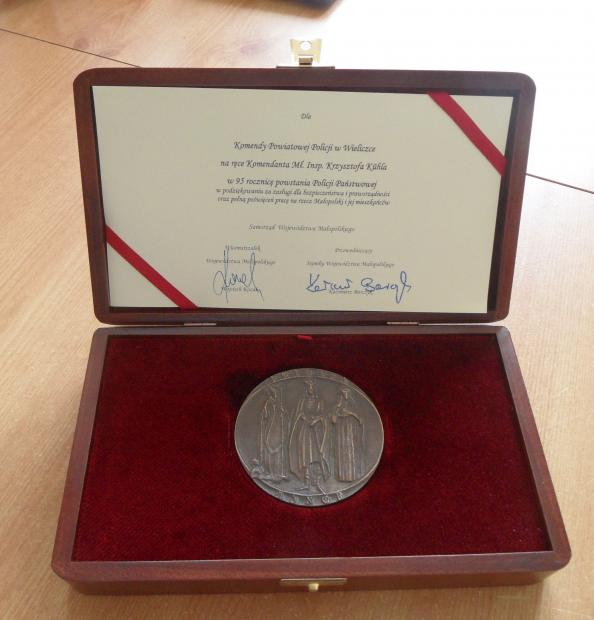 Dla
Komendy Powiatowej Policji w Wieliczce
na ręce Komendanta Mł. Insp. Krzysztofa Kühla
w 95 rocznicę powstania Policji Państwowej
w podziękowaniu za zasługi dla bezpieczeństwa i praworządności
oraz pełną poświęceń pracę na rzecz Małopolski i jej mieszkańców
Samorząd Województwa Małopolskiego
Wicemarszałek
Województwa Małopolskiego
Przewodniczący
Sejmiku Województwa Małopolskiego
Kazimierz